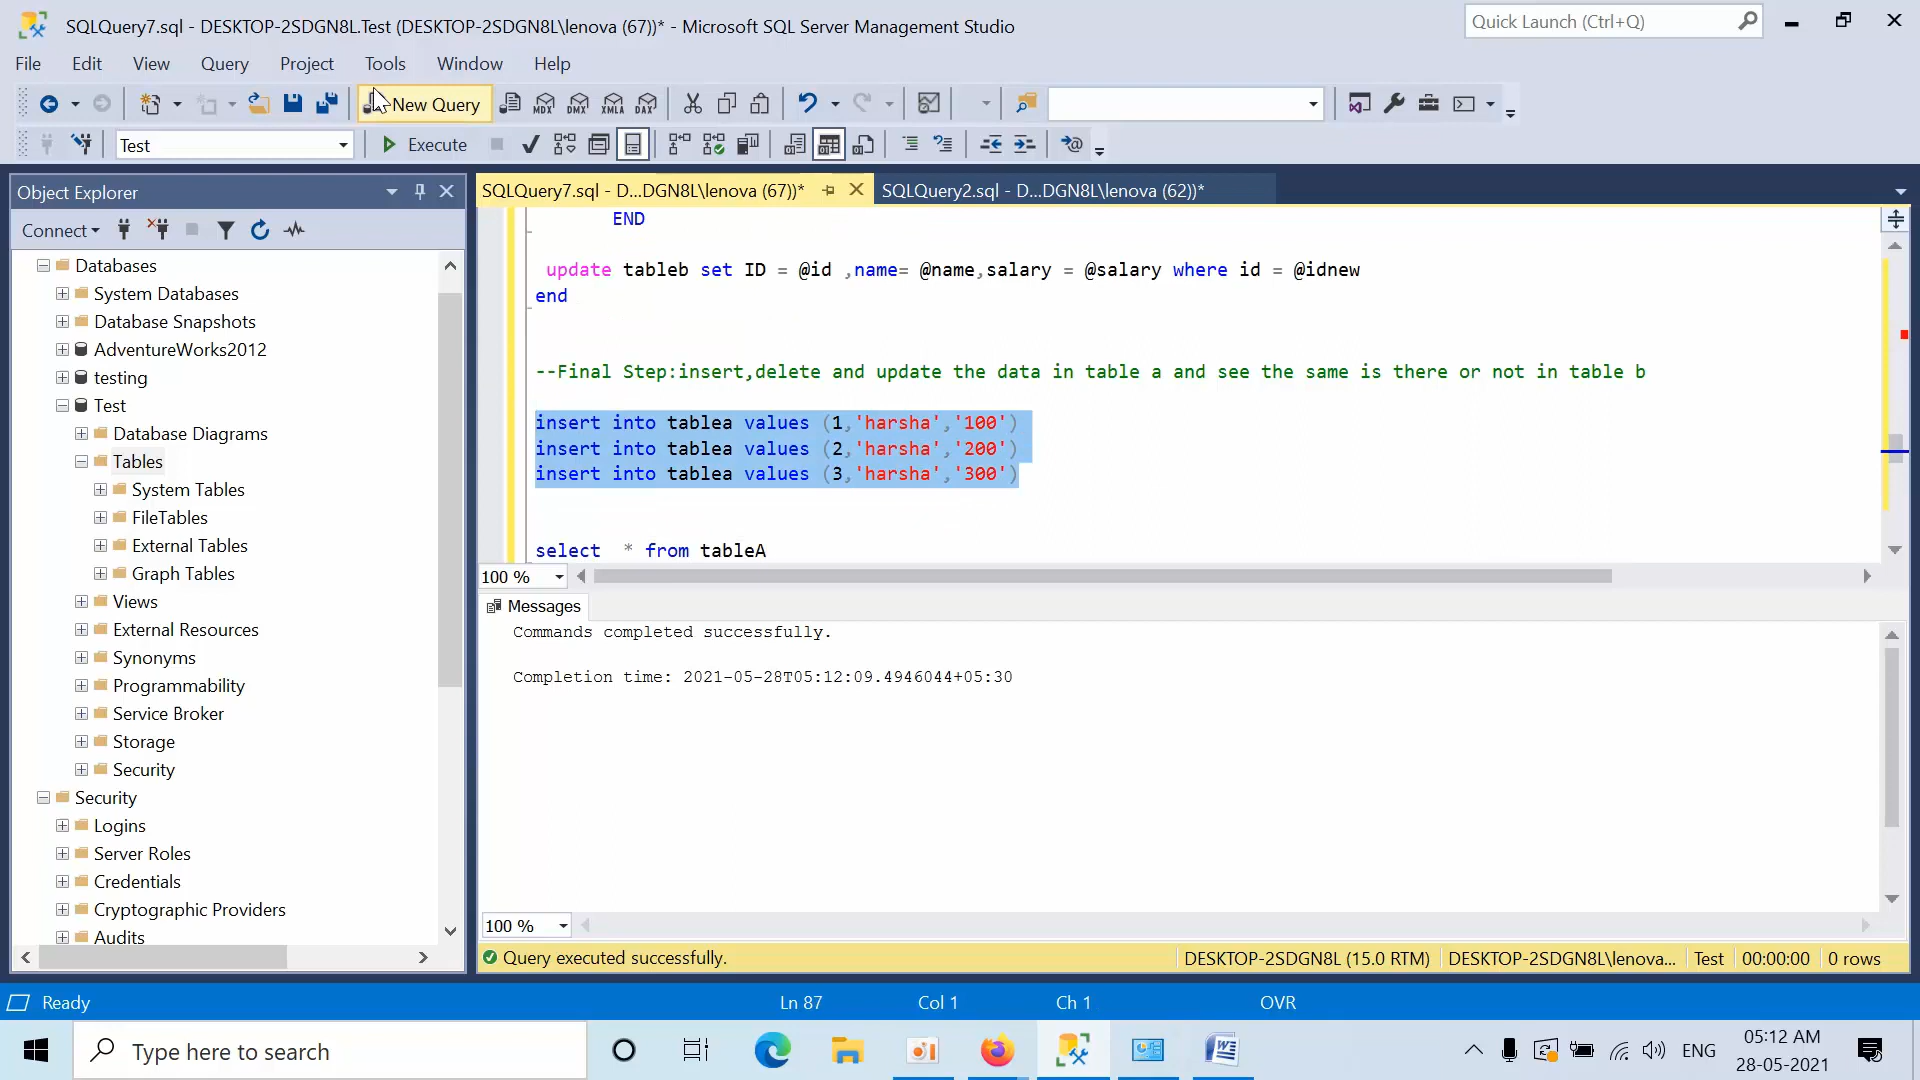 SQLQuery7.sql - DESKTOP-2SDGN8L.Test (DESKTOP-2SDGN8L\lenova (67))* - Microsoft SQL Server Management Studio
Quick Launch (Ctrl+Q)
File Edit View Query Project Tools Window Help
New Query MDX DMX XMLA DAX
Test Execute
Object Explorer
Connect
Databases
System Databases
Database Snapshots
AdventureWorks2012
testing
Test
Database Diagrams
Tables
System Tables
FileTables
External Tables
Graph Tables
Views
External Resources
Synonyms
Programmability
Service Broker
Storage
Security
Security
Logins
Server Roles
Credentials
Cryptographic Providers
Audits
SQLQuery7.sql - D...DGN8L\lenova (67))* SQLQuery2.sql - D...DGN8L\lenova (62))*
END
update tableb set ID = @id ,name= @name,salary = @salary where id = @idnew
end
--Final Step:insert,delete and update the data in table a and see the same is there or not in table b
insert into tablea values (1,'harsha','100')
insert into tablea values (2,'harsha','200')
insert into tablea values (3,'harsha','300')
select  * from tableA
100 %
Messages
Commands completed successfully.
Completion time: 2021-05-28T05:12:09.4946044+05:30
100 %
Query executed successfully. DESKTOP-2SDGN8L (15.0 RTM) DESKTOP-2SDGN8L\lenova... Test 00:00:00 0 rows
Ready Ln 87 Col 1 Ch 1 OVR
Type here to search
ENG
05:12 AM
28-05-2021